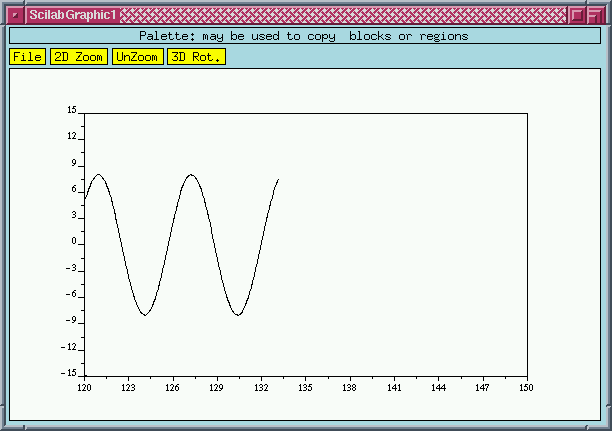 ScilabGraphic1
Palette: may be used to copy blocks or regions
File 2D Zoom UnZoom 3D Rot.
15
12
9
6
3
0
-3
-6
-9
-12
-15
120 123 126 129 132 135 138 141 144 147 150